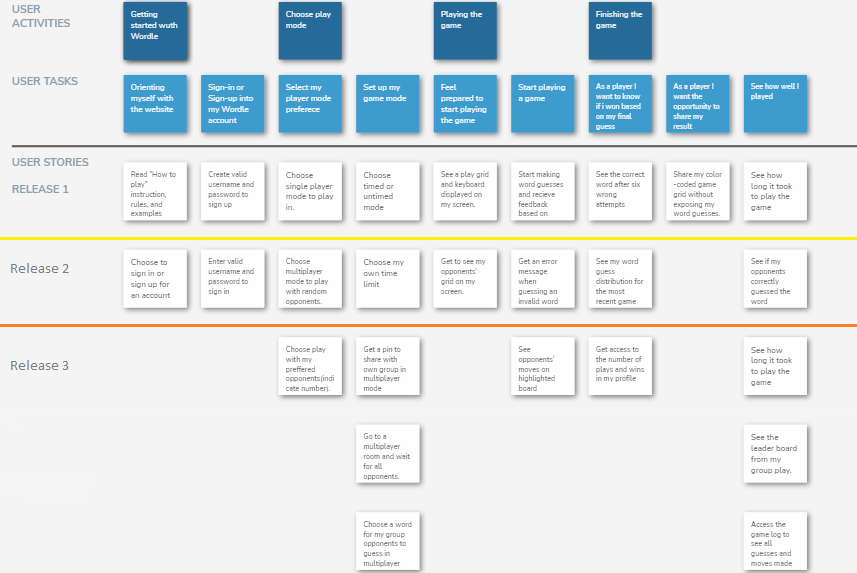 USER
ACTIVITIES
Getting
started wuth
Wordle
Choose play
mode
Playing the
game
Finishing the
game
USER TASKS
Orienting
myself with
the website
Sign-in or
Sign-up into
my Wordle
account
Select my
player mode
preferece
Set up my
game mode
Feel
prepared to
start playing
the game
Start playing
a game
As a player I
want to know
if i won based
on my final
guess
As a player I
want the
opportunity to
share my
result
See how well I
played
USER STORIES
RELEASE 1
Read "How to
play"
instruction,
rules, and
examples
Create valid
username and
password to
sign up
Choose
single player
mode to play
in.
Choose
timed or
untimed
mode
See a play grid
and keyboard
displayed on
my screen.
Start making
word guesses
and recieve
feedback
based on
See the correct
word after six
wrong
attempts
Share my color
-coded game
grid without
exposing my
word guesses.
See how
long it took
to play the
game
Release 2
Choose to
sign in or
sign up for
an account
Enter valid
username and
password to
sign in
Choose
multiplayer
mode to play
with random
opponents.
Choose my
own time
limit
Get to see my
opponents'
grid on my
screen.
Get an error
message
when
guessing an
invalid word
See my word
guess
distribution for
the most
recent game
See if my
opponents
correctly
guessed the
word
Release 3
Choose play
with my
preffered
opponents(indi
cate number).
Get a pin to
share with
own group in
multiplayer
mode
See
opponents'
moves on
highlighted
board
Get access to
the number of
plays and wins
in my profile
See how
long it took
to play the
game
Go to a
multiplayer
room and wait
for all
opponents.
See the
leader board
from my
group play.
Choose a word
for my group
opponents to
guess in
multiplayer
Access the
game log to
see all
guesses and
moves made